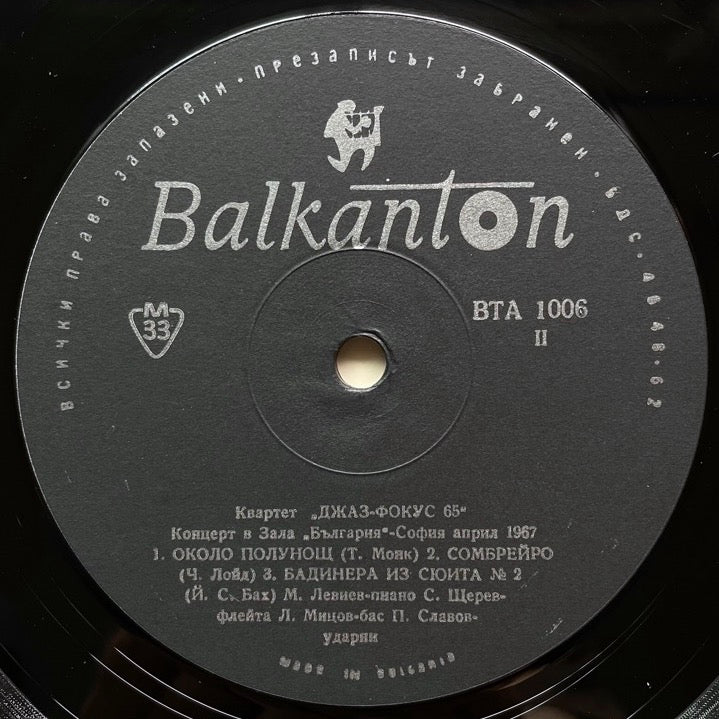 ВСИЧКИ ПРАВА ЗАПАЗЕНИ · ПРЕЗАПИСЪТ ЗАБРАНЕН · БДС · 4848-62
Balkanton
М
33
ВТА 1006
II
Квартет „ДЖАЗ-ФОКУС 65“
Концерт в Зала „България“-София април 1967
1. ОКОЛО ПОЛУНОЩ (Т. Монк) 2. СОМБРЕЙРО
(Ч. Лойд) 3. БАДИНЕРА ИЗ СЮИТА № 2
(Й. С. Бах) М. Левиев-пиано С. Щерев-
флейта Л. Мицов-бас П. Славов-
ударни
MADE IN BULGARIA